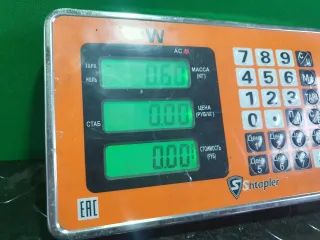 W
AC
ТАРА
НОЛЬ
0.60
МАССА
(КГ)
7 8 9
4 5 6
1 2 3
СТАБ
0.00
ЦЕНА
(РУБ/КГ)
0
0.00
СТОИМОСТЬ
(РУБ)
Shtapler
EAC